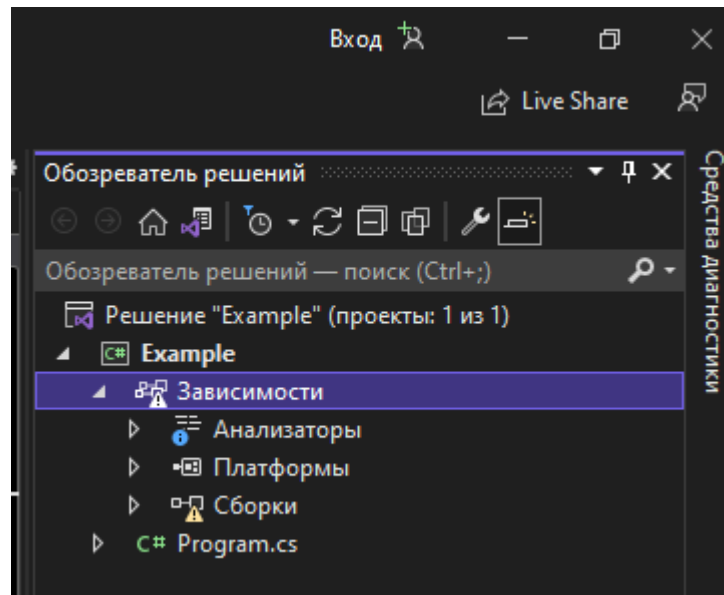 Вход
Live Share
Обозреватель решений
Обозреватель решений — поиск (Ctrl+;)
Решение "Example" (проекты: 1 из 1)
C# Example
Зависимости
Анализаторы
Платформы
Сборки
C# Program.cs
Средства диагностики